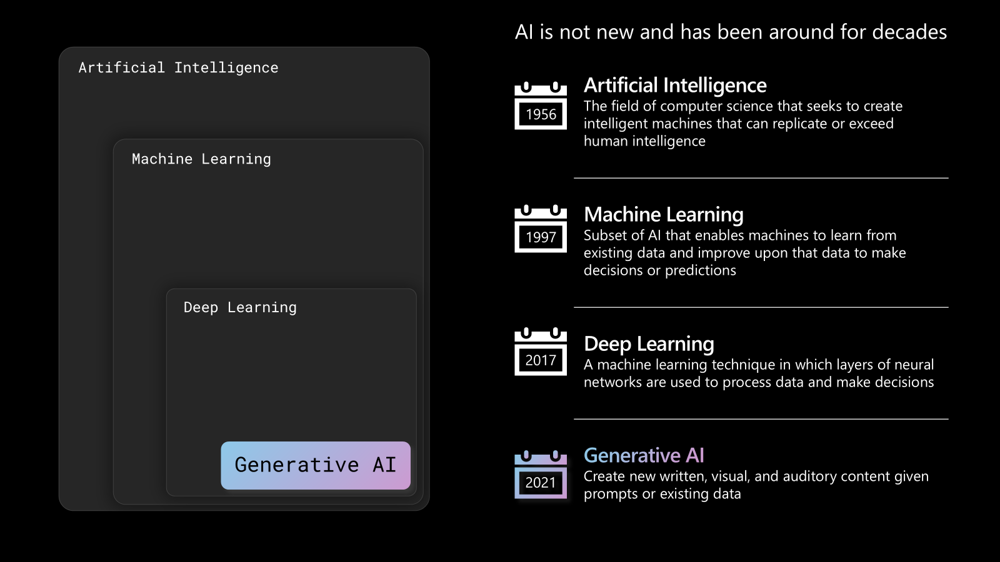 AI is not new and has been around for decades
Artificial Intelligence
Machine Learning
Deep Learning
Generative AI
1956
Artificial Intelligence
The field of computer science that seeks to create
intelligent machines that can replicate or exceed
human intelligence
1997
Machine Learning
Subset of AI that enables machines to learn from
existing data and improve upon that data to make
decisions or predictions
2017
Deep Learning
A machine learning technique in which layers of neural
networks are used to process data and make decisions
2021
Generative AI
Create new written, visual, and auditory content given
prompts or existing data